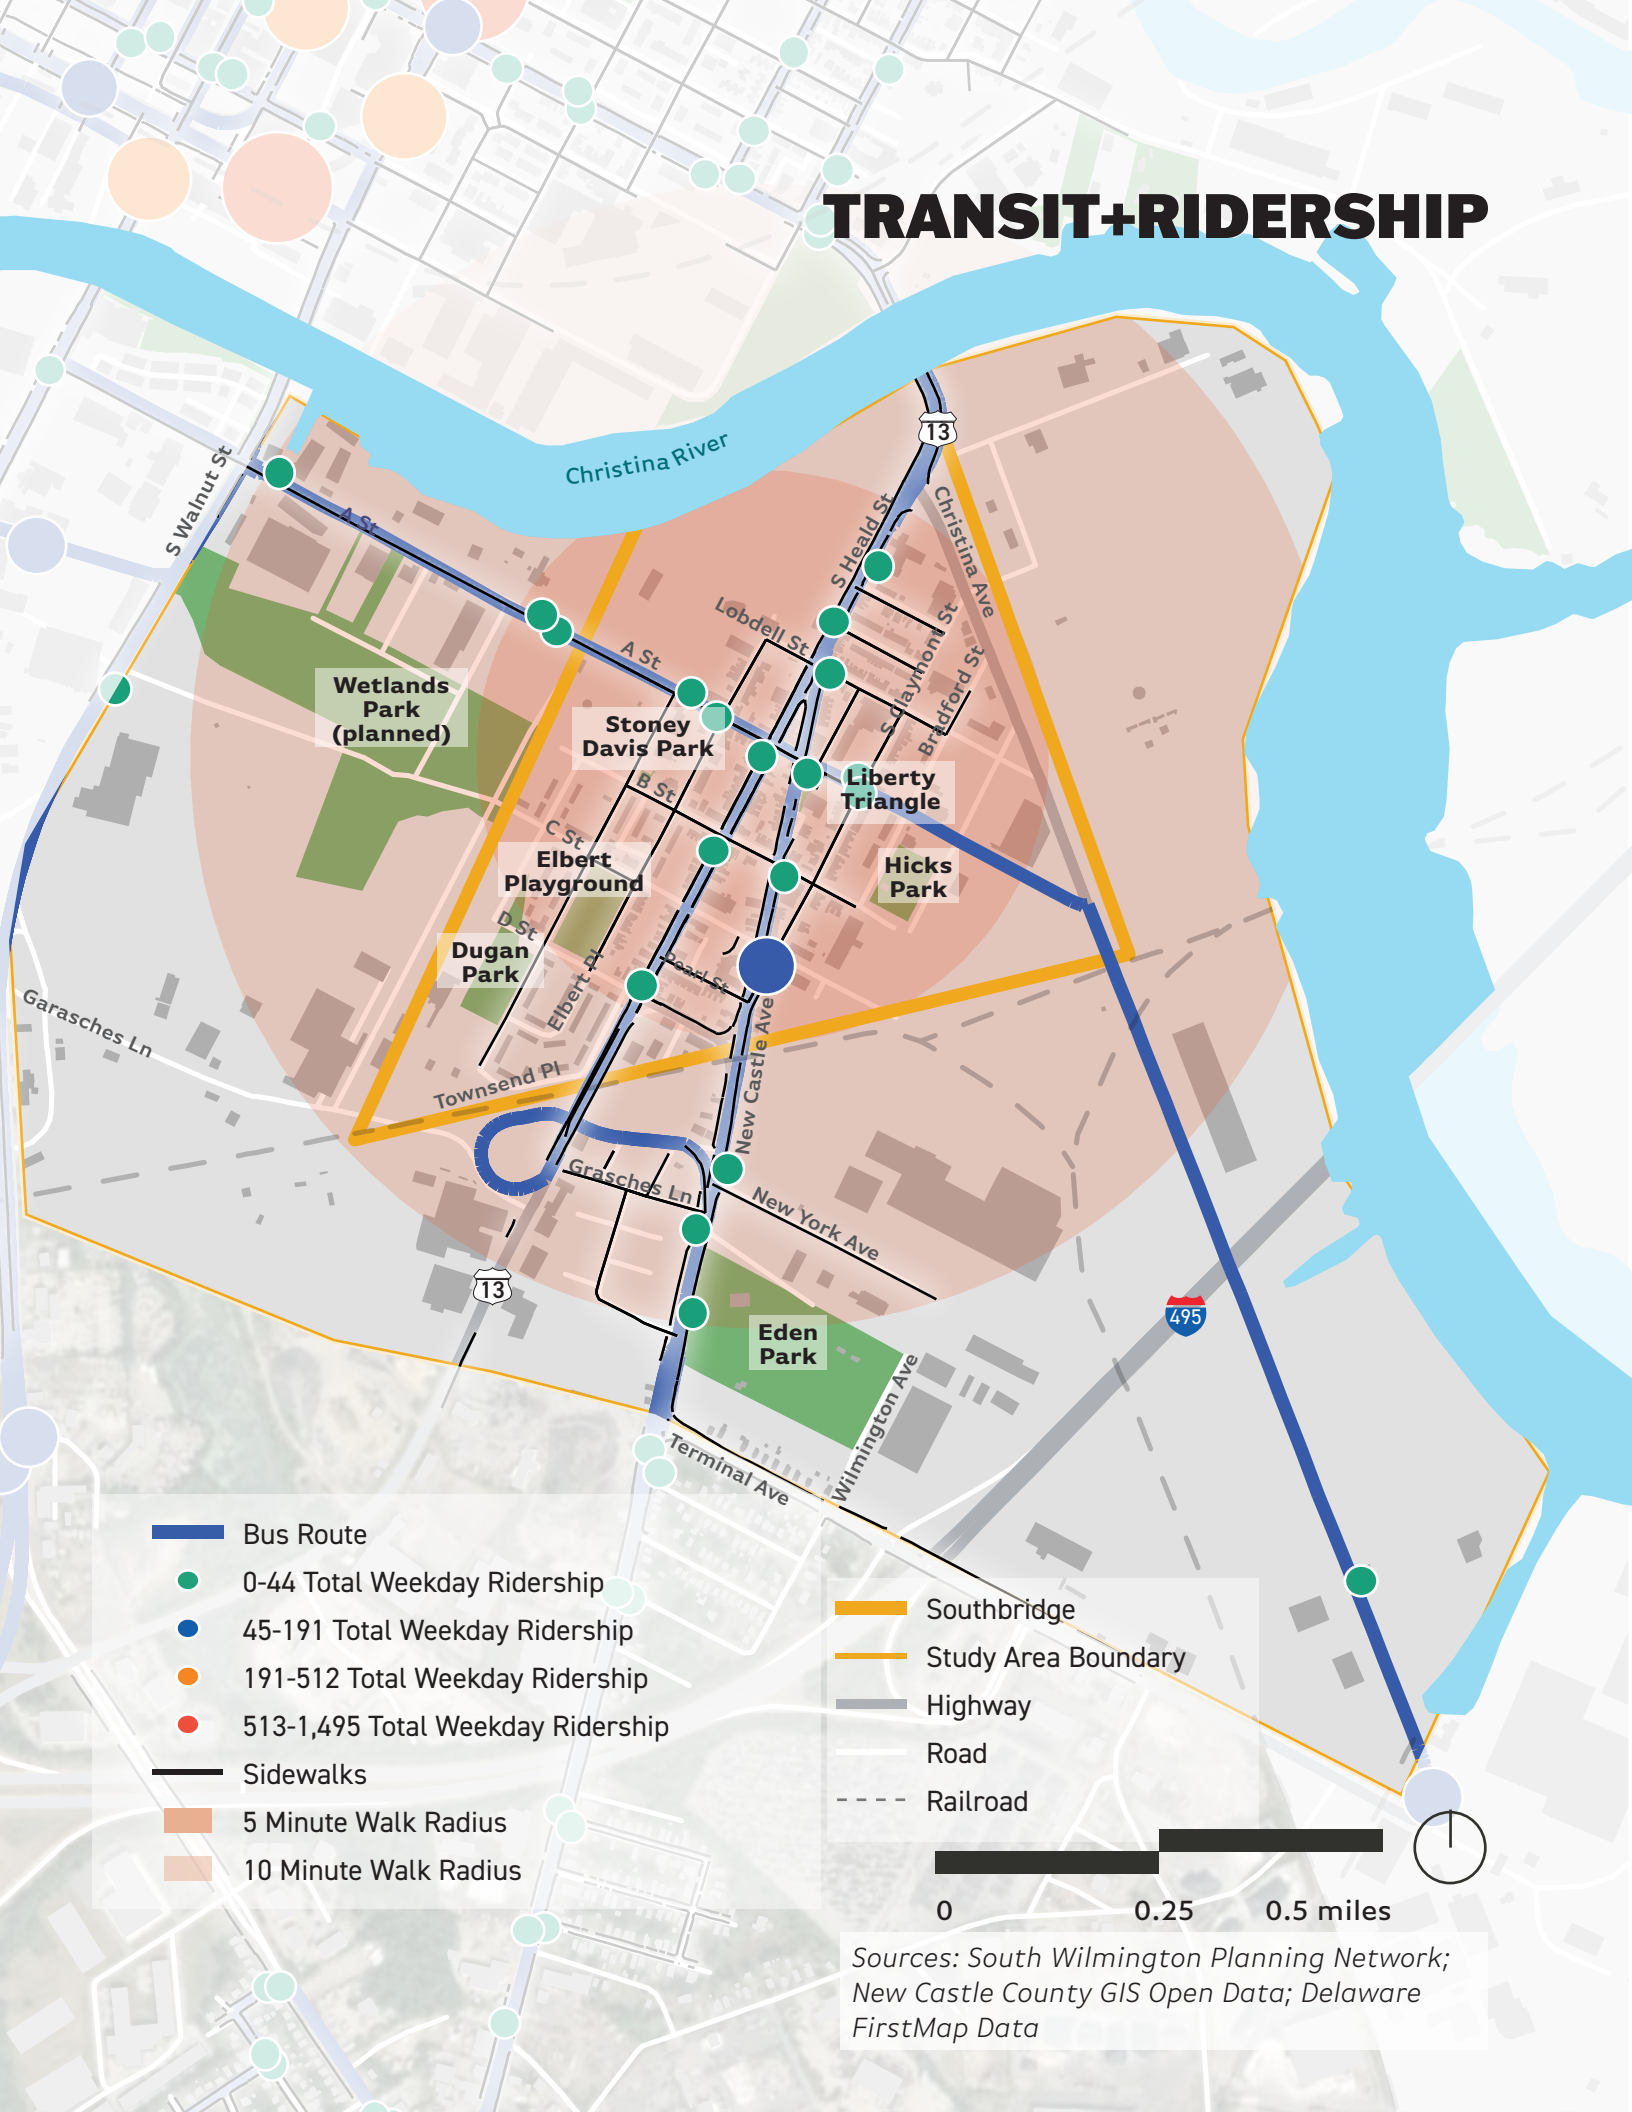 TRANSIT+RIDERSHIP
Christina River
13
S Walnut St
A St
S Heald St
Christina Ave
Lobdell St
A St
S Claymont St
Bradford St
Wetlands
Park
(planned)
Stoney
Davis Park
B St
Liberty
Triangle
C St
Elbert
Playground
Hicks
Park
D St
Dugan
Park
Elbert Pl
Pearl St
Garasches Ln
New Castle Ave
Townsend Pl
Grasches Ln
New York Ave
13
495
Eden
Park
Wilmington Ave
Terminal Ave
Bus Route
0-44 Total Weekday Ridership
45-191 Total Weekday Ridership
191-512 Total Weekday Ridership
513-1,495 Total Weekday Ridership
Sidewalks
5 Minute Walk Radius
10 Minute Walk Radius
Southbridge
Study Area Boundary
Highway
Road
Railroad
0 0.25 0.5 miles
Sources: South Wilmington Planning Network;
New Castle County GIS Open Data; Delaware
FirstMap Data